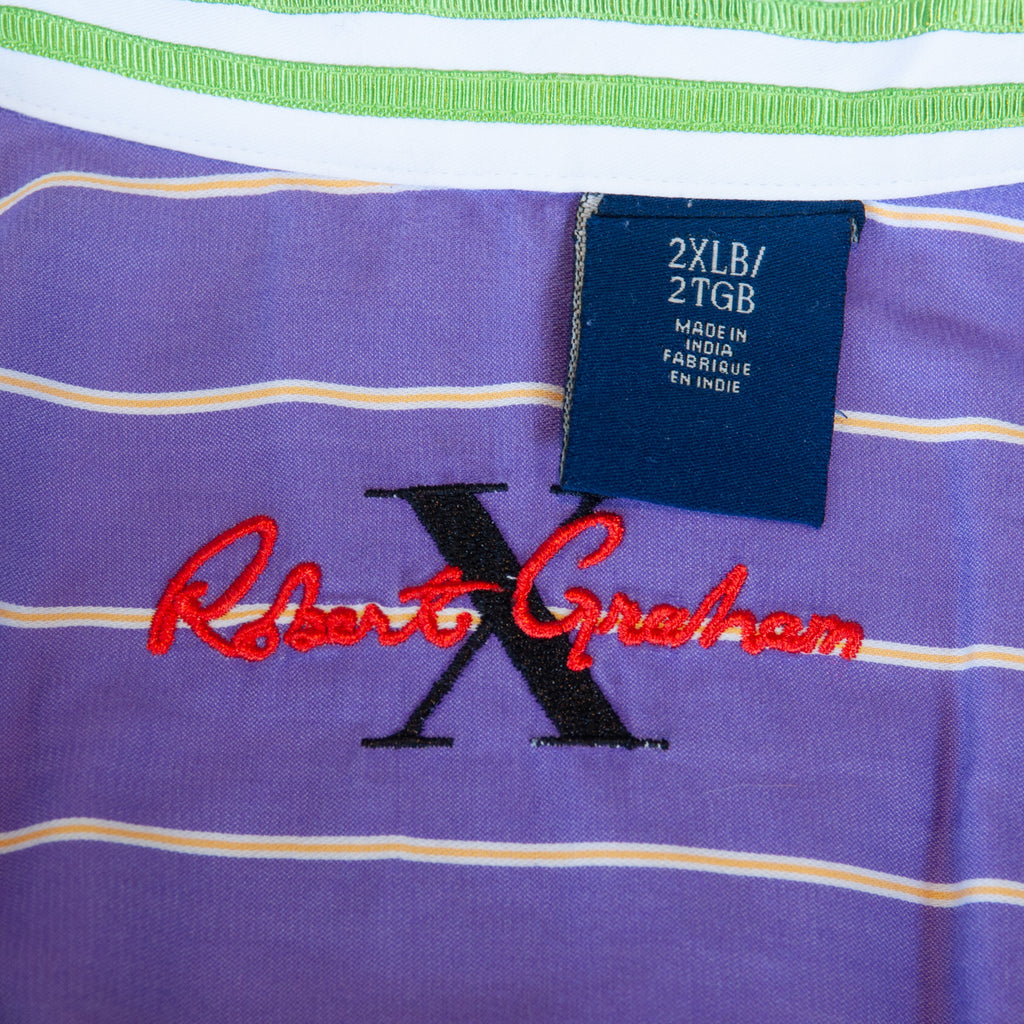 2XLB/
2TGB
MADE IN
INDIA
FABRIQUE
EN INDIE
X
Robert Graham